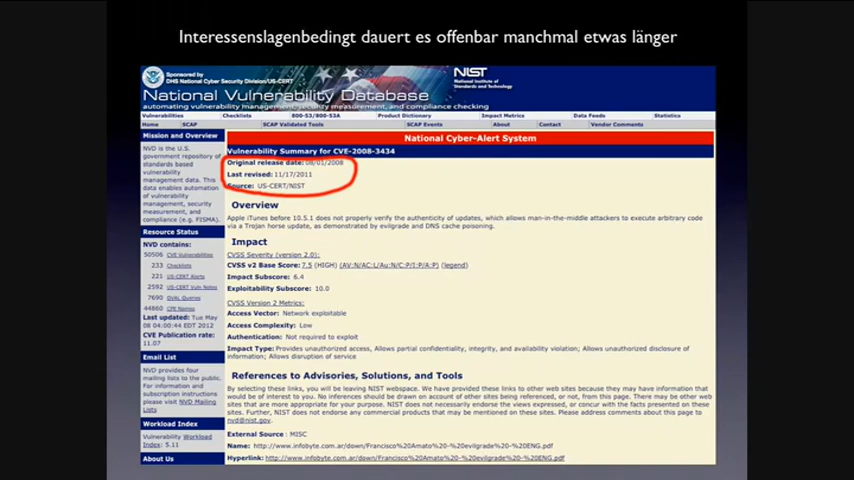 Interessenslagenbedingt dauert es offenbar manchmal etwas länger
Sponsored by
DHS National Cyber Security Division/US-CERT
NIST
National Institute of
Standards and Technology
National Vulnerability Database
automating vulnerability management, security measurement, and compliance checking
Vulnerabilities Checklists 800-53/800-53A Product Dictionary Impact Metrics Data Feeds Statistics
Home SCAP SCAP Validated Tools SCAP Events About Contact Vendor Comments
Mission and Overview
NVD is the U.S.
government repository of
standards based
vulnerability
management data. This
data enables automation
of vulnerability
management, security
measurement, and
compliance (e.g. FISMA).
Resource Status
NVD contains:
50506 CVE Vulnerabilities
233 Checklists
221 US-CERT Alerts
2592 US-CERT Vuln Notes
7690 OVAL Queries
44860 CPE Names
Last updated: Tue May
08 04:00:44 EDT 2012
CVE Publication rate:
11.07
Email List
NVD provides four
mailing lists to the public.
For information and
subscription instructions
please visit NVD Mailing
Lists
Workload Index
Vulnerability Workload
Index: 5.11
About Us
National Cyber-Alert System
Vulnerability Summary for CVE-2008-3434
Original release date: 08/01/2008
Last revised: 11/17/2011
Source: US-CERT/NIST
Overview
Apple iTunes before 10.5.1 does not properly verify the authenticity of updates, which allows man-in-the-middle attackers to execute arbitrary
code via a Trojan horse update, as demonstrated by evilgrade and DNS cache poisoning.
Impact
CVSS Severity (version 2.0):
CVSS v2 Base Score: 7.5 (HIGH) (AV:N/AC:L/Au:N/C:P/I:P/A:P) (legend)
Impact Subscore: 6.4
Exploitability Subscore: 10.0
CVSS Version 2 Metrics:
Access Vector: Network exploitable
Access Complexity: Low
Authentication: Not required to exploit
Impact Type: Provides unauthorized access, Allows partial confidentiality, integrity, and availability violation; Allows unauthorized disclosure of
information; Allows disruption of service
References to Advisories, Solutions, and Tools
By selecting these links, you will be leaving NIST webspace. We have provided these links to other web sites because they may have information that
would be of interest to you. No inferences should be drawn on account of other sites being referenced, or not, from this page. There may be other web
sites that are more appropriate for your purpose. NIST does not necessarily endorse the views expressed, or concur with the facts presented on these
sites. Further, NIST does not endorse any commercial products that may be mentioned on these sites. Please address comments about this page to
nvd@nist.gov.
External Source : MISC
Name: http://www.infobyte.com.ar/down/Francisco%20Amato%20-%20evilgrade%20-%20ENG.pdf
Hyperlink: http://www.infobyte.com.ar/down/Francisco%20Amato%20-%20evilgrade%20-%20ENG.pdf